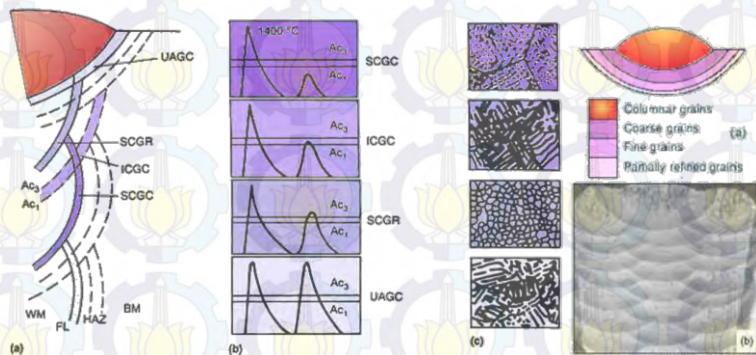 UAGC
SCGR
ICGC
SCGC
Ac3
Ac1
WM
FL
HAZ
BM
(a)
1400 °C
Ac3
Ac1
SCGC
Ac3
Ac1
ICGC
Ac3
Ac1
SCGR
Ac3
Ac1
UAGC
(b)
(c)
Columnar grains
Coarse grains
Fine grains
Partially refined grains
(a)
(b)